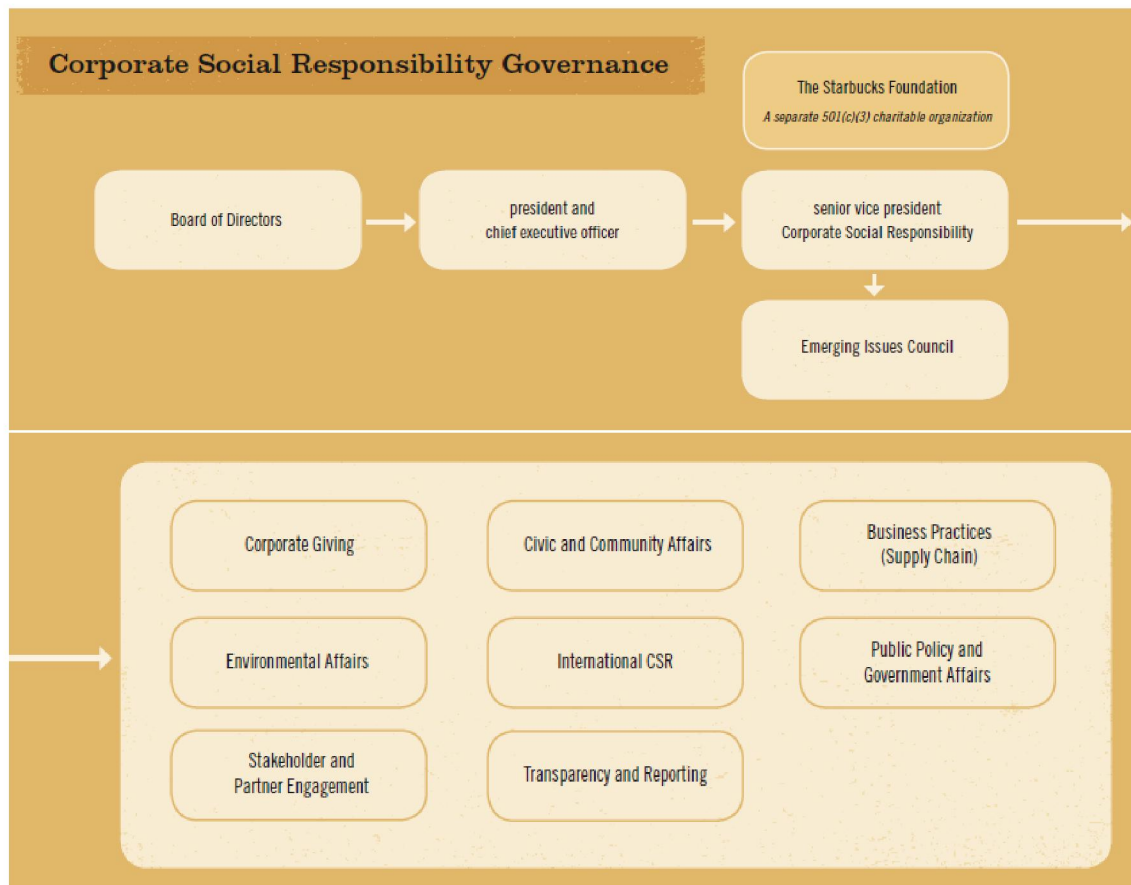 Corporate Social Responsibility Governance
The Starbucks Foundation
A separate 501(c)(3) charitable organization
Board of Directors
president and
chief executive officer
senior vice president
Corporate Social Responsibility
Emerging Issues Council
Corporate Giving
Civic and Community Affairs
Business Practices
(Supply Chain)
Environmental Affairs
International CSR
Public Policy and
Government Affairs
Stakeholder and
Partner Engagement
Transparency and Reporting